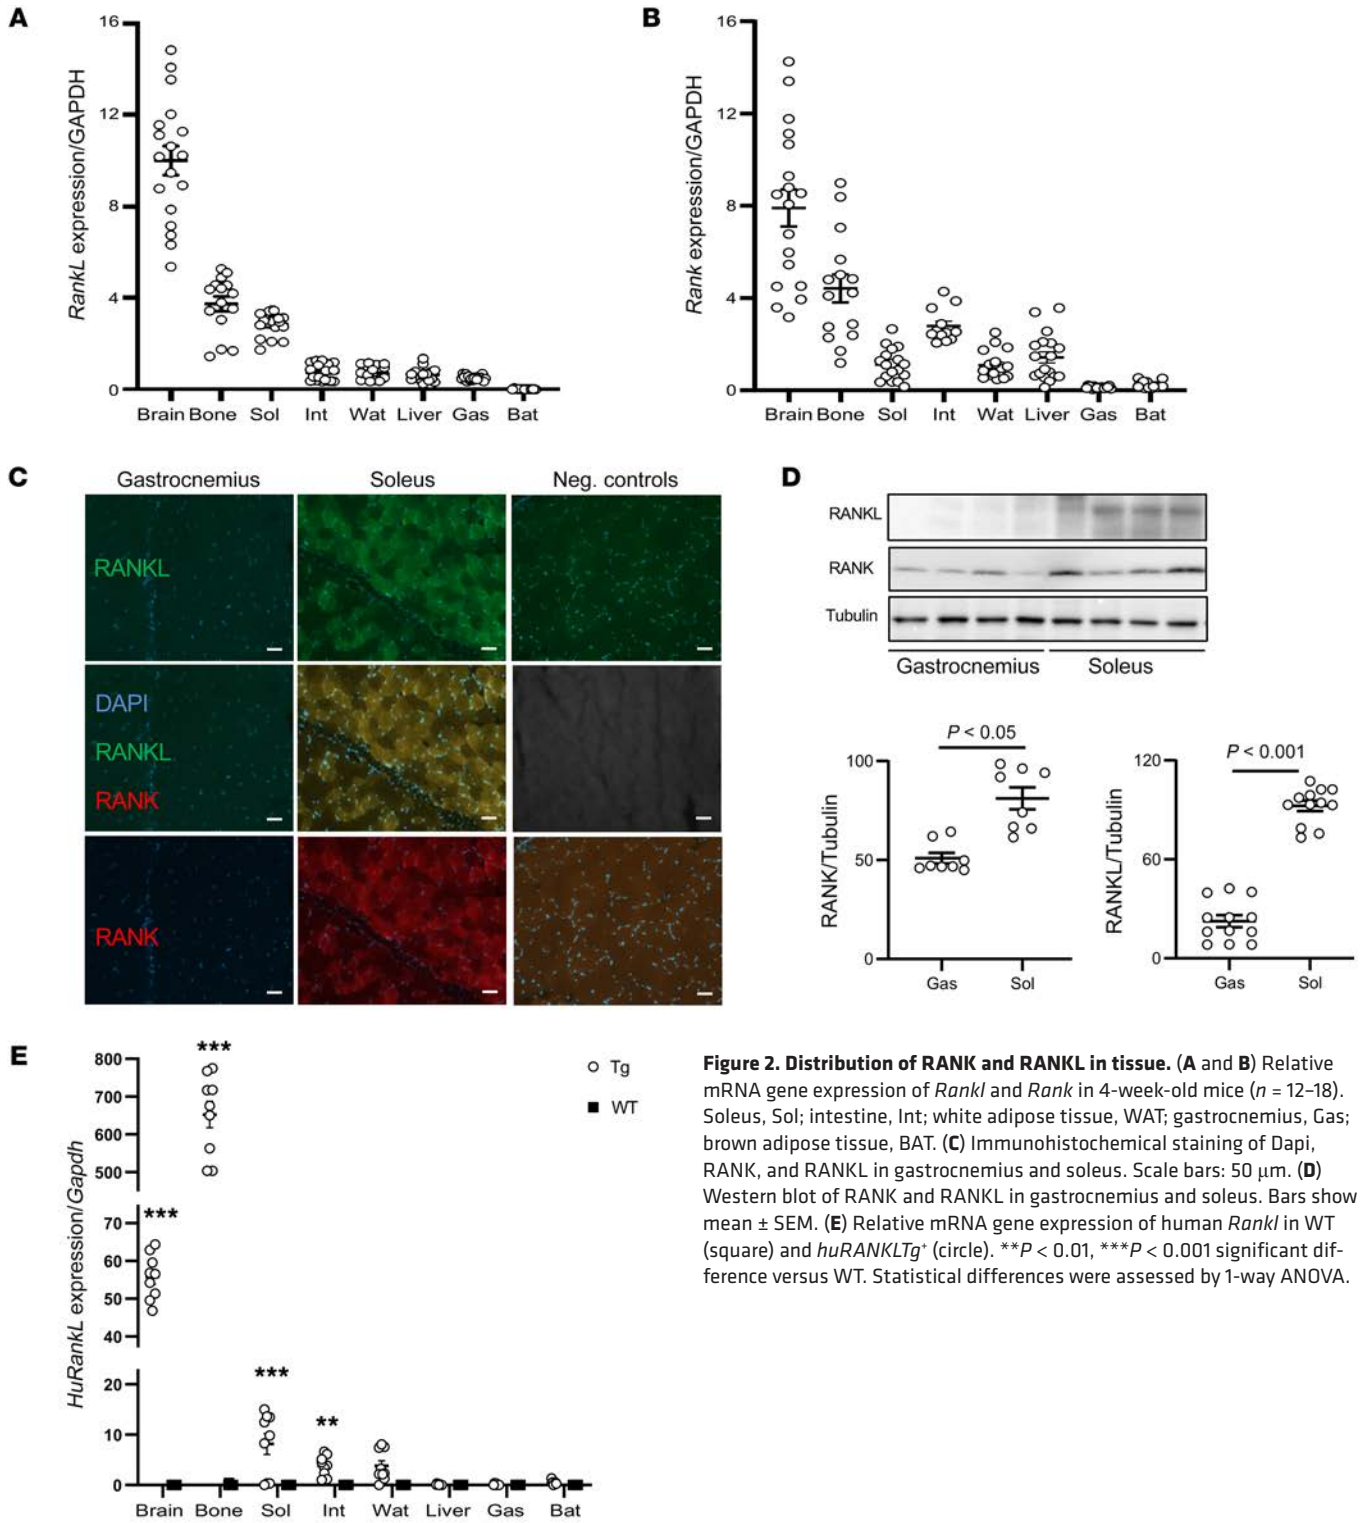 A
16
12
8
4
0
RankL expression/GAPDH
Brain Bone Sol Int Wat Liver Gas Bat
B
16
12
8
4
0
Rank expression/GAPDH
Brain Bone Sol Int Wat Liver Gas Bat
C
Gastrocnemius Soleus Neg. controls
RANKL
DAPI
RANKL
RANK
RANK
D
RANKL
RANK
Tubulin
Gastrocnemius Soleus
P < 0.05
100
50
0
RANK/Tubulin
Gas Sol
P < 0.001
120
60
0
RANKL/Tubulin
Gas Sol
E
800
700
600
500
70
60
50
40
20
10
0
HuRankL expression/Gapdh
***
***
***
**
Tg
WT
Brain Bone Sol Int Wat Liver Gas Bat
Figure 2. Distribution of RANK and RANKL in tissue. (A and B) Relative
mRNA gene expression of Rankl and Rank in 4-week-old mice (n = 12–18).
Soleus, Sol; intestine, Int; white adipose tissue, WAT; gastrocnemius, Gas;
brown adipose tissue, BAT. (C) Immunohistochemical staining of Dapi,
RANK, and RANKL in gastrocnemius and soleus. Scale bars: 50 μm. (D)
Western blot of RANK and RANKL in gastrocnemius and soleus. Bars show
mean ± SEM. (E) Relative mRNA gene expression of human Rankl in WT
(square) and huRANKLTg⁺ (circle). **P < 0.01, ***P < 0.001 significant dif-
ference versus WT. Statistical differences were assessed by 1-way ANOVA.